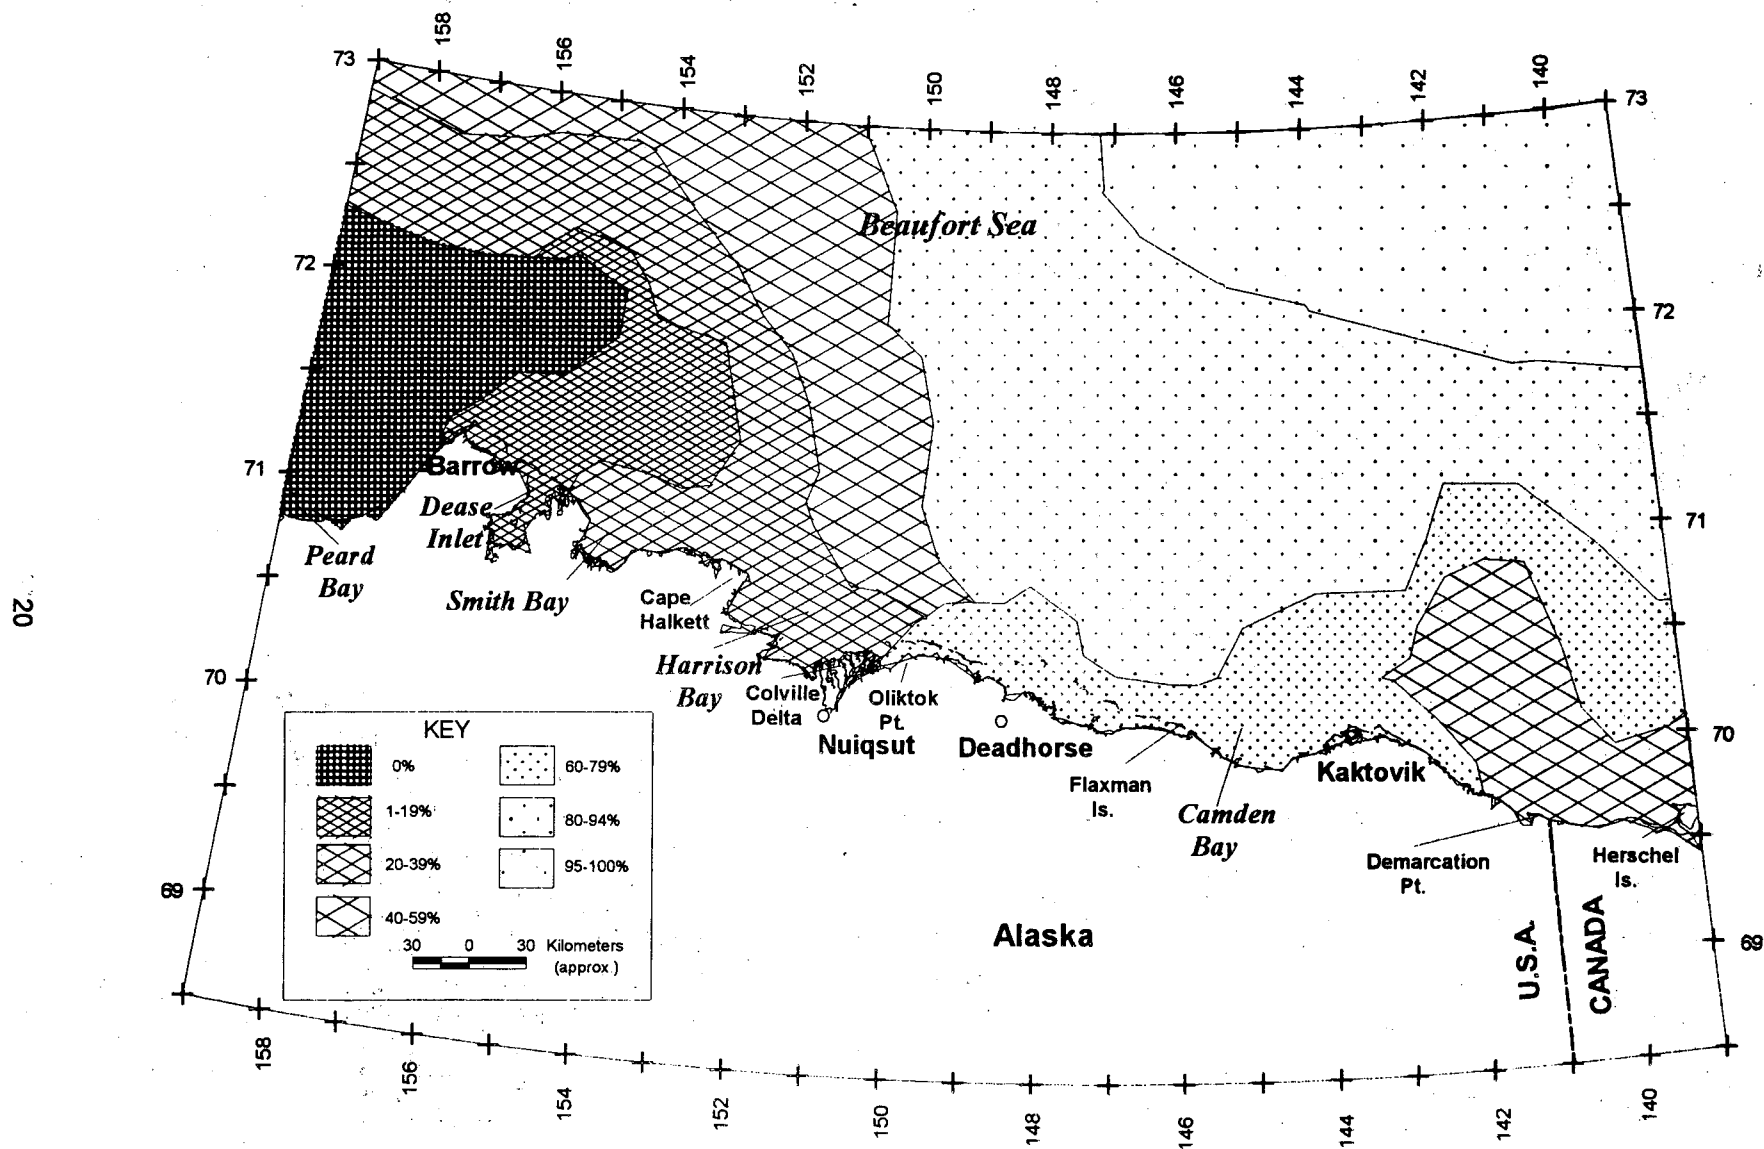 158
156
154
152
150
148
146
144
142
140
73
73
Beaufort Sea
72
72
71
71
Barrow
Dease
Inlet
Peard
Bay
Smith Bay
Cape
Halkett
20
Harrison
Bay
70
70
Colville
Delta
Oliktok
Pt.
Nuiqsut
Deadhorse
Kaktovik
Flaxman
Is.
Camden
Bay
Demarcation
Pt.
Herschel
Is.
KEY
0%
1-19%
20-39%
40-59%
60-79%
80-94%
95-100%
30 0 30 Kilometers
(approx.)
69
69
Alaska
U.S.A.
CANADA
158
156
154
152
150
148
146
144
142
140